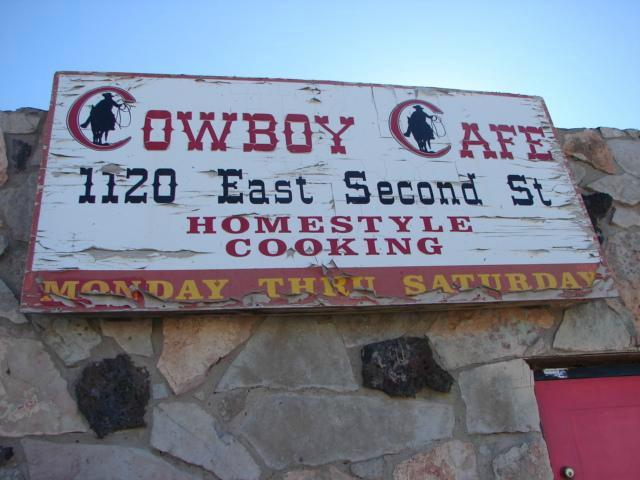 COWBOY CAFE
1120 East Second St
HOMESTYLE
COOKING
MONDAY THRU SATURDAY